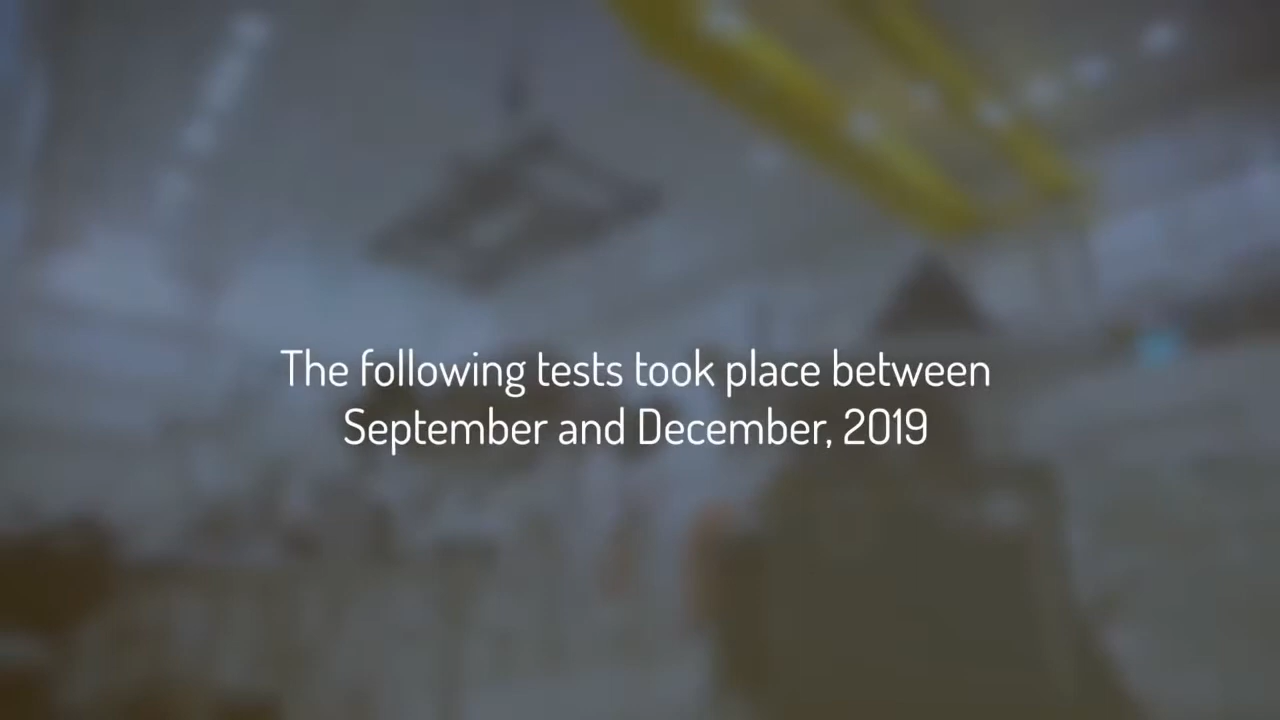 The following tests took place between
September and December, 2019